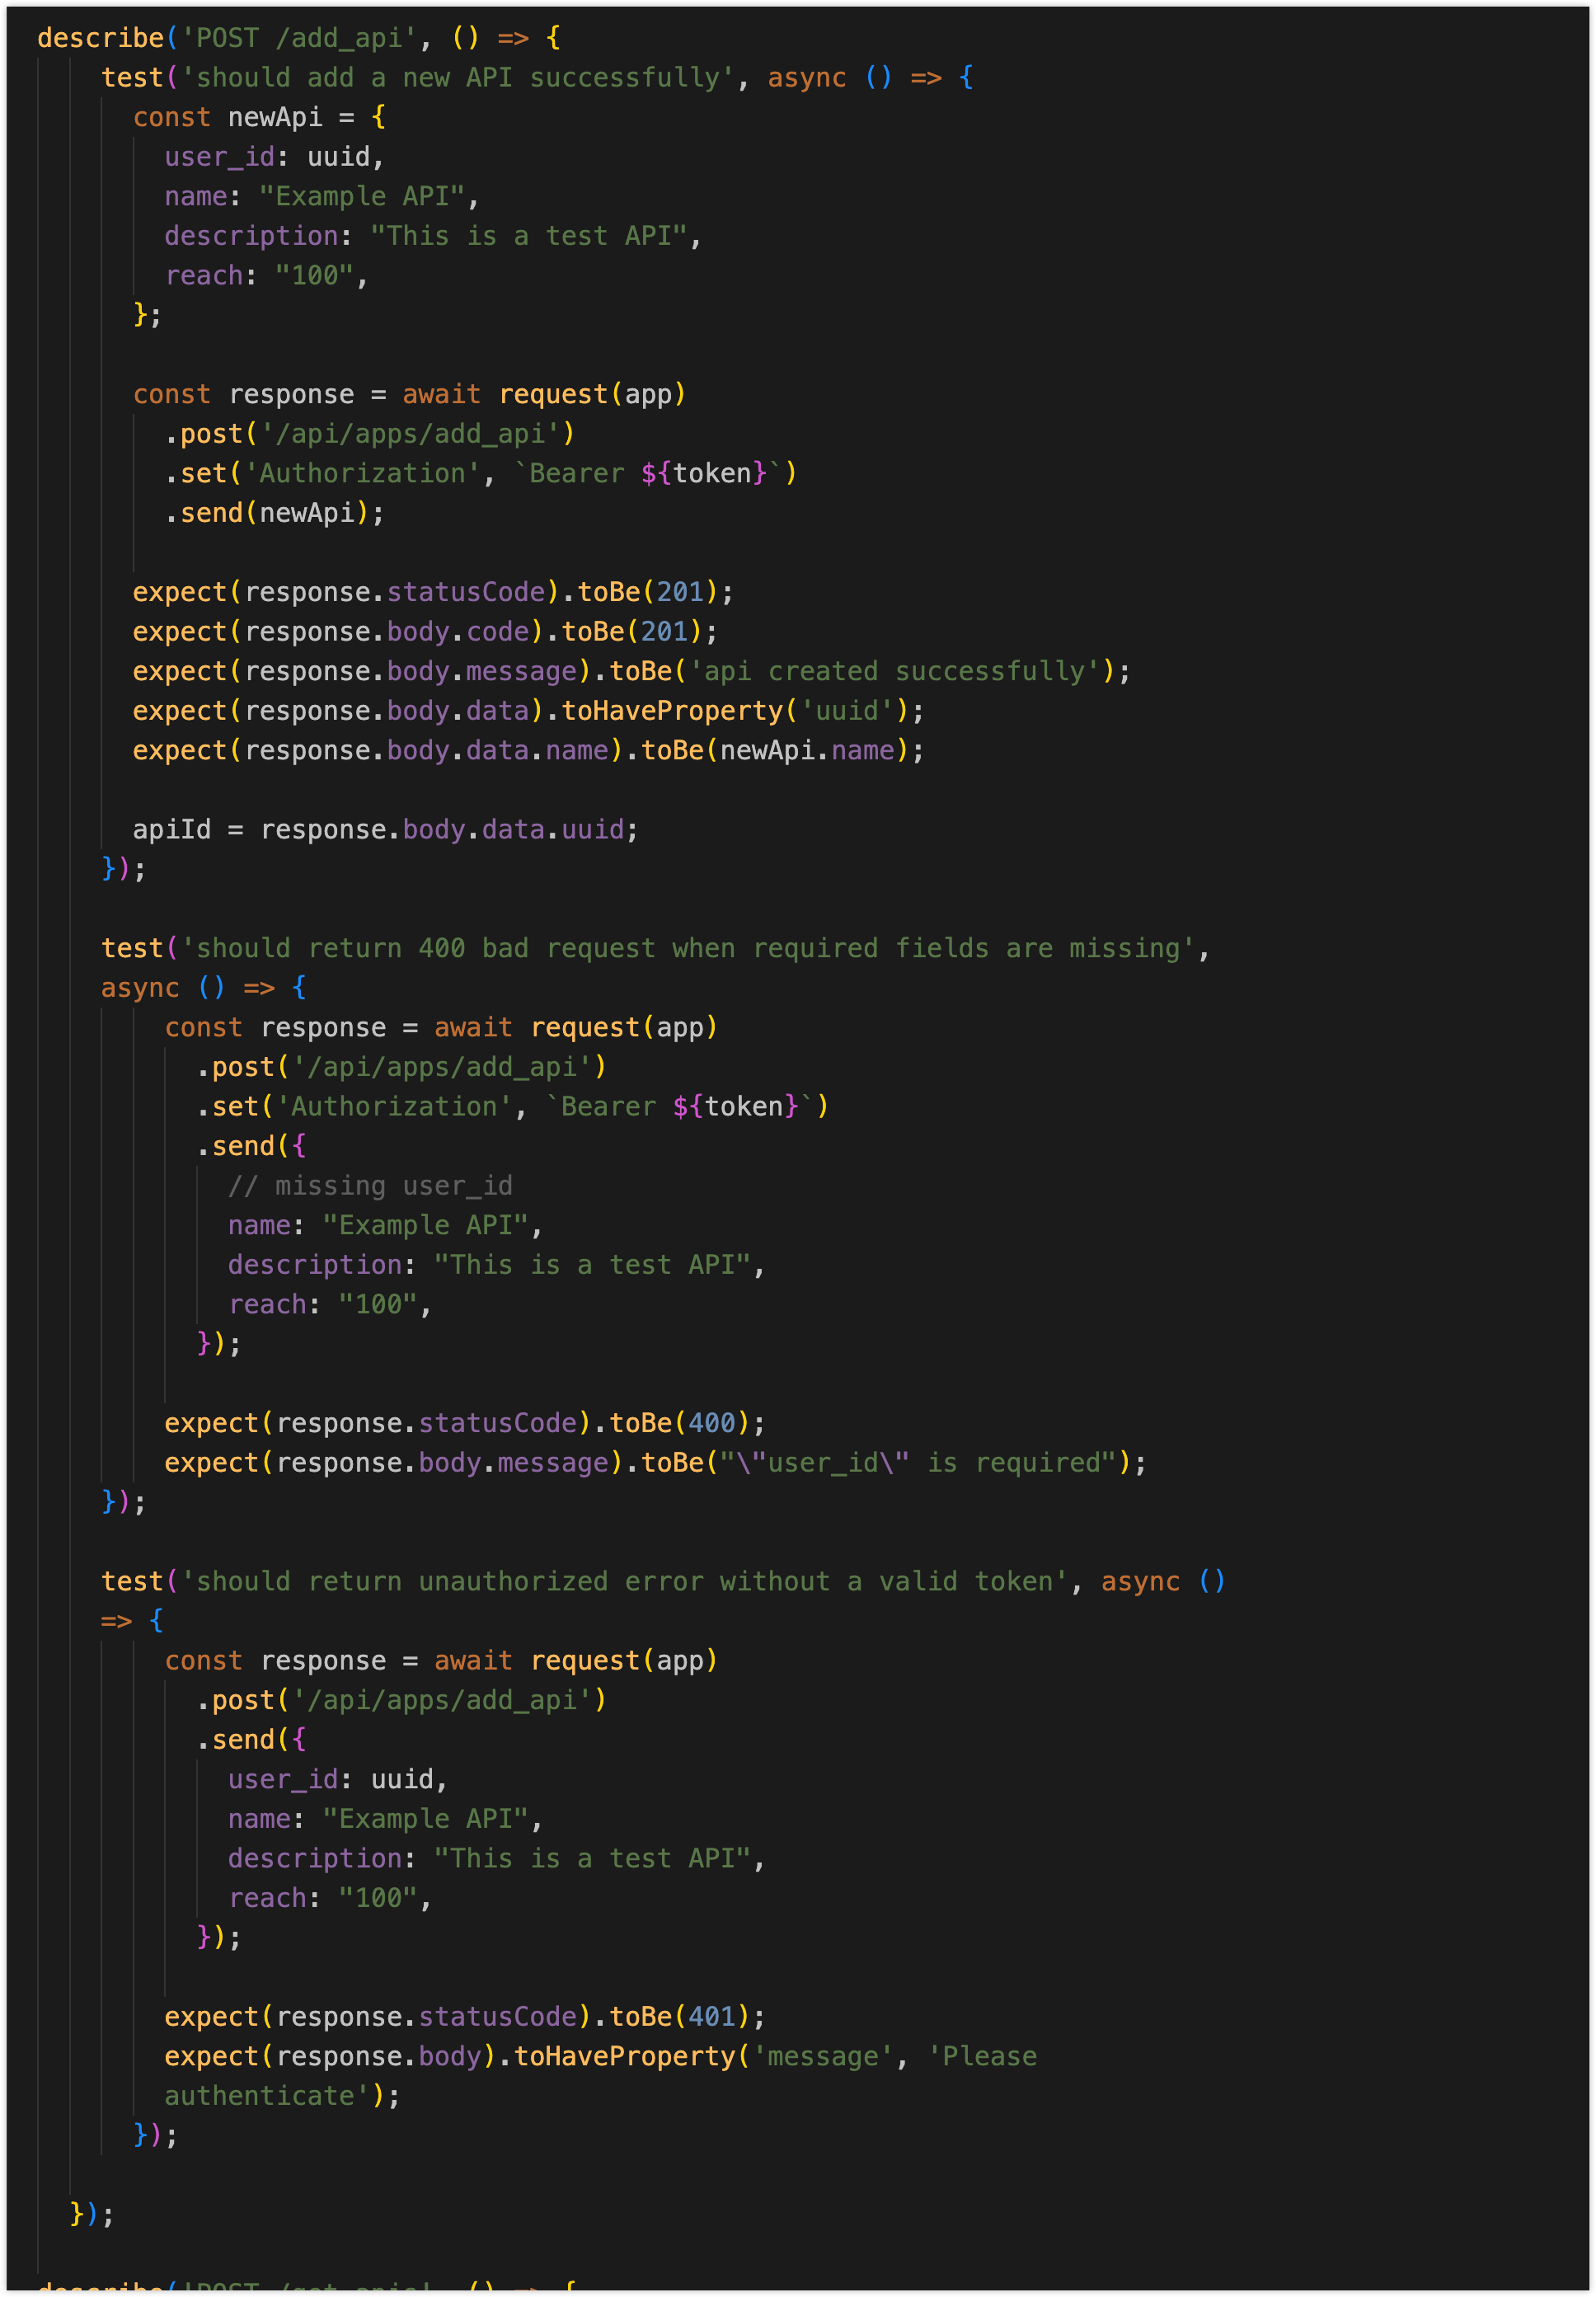 describe('POST /add_api', () => {
test('should add a new API successfully', async () => {
const newApi = {
user_id: uuid,
name: "Example API",
description: "This is a test API",
reach: "100",
};
const response = await request(app)
.post('/api/apps/add_api')
.set('Authorization', `Bearer ${token}`)
.send(newApi);
expect(response.statusCode).toBe(201);
expect(response.body.code).toBe(201);
expect(response.body.message).toBe('api created successfully');
expect(response.body.data).toHaveProperty('uuid');
expect(response.body.data.name).toBe(newApi.name);
apiId = response.body.data.uuid;
});
test('should return 400 bad request when required fields are missing',
async () => {
const response = await request(app)
.post('/api/apps/add_api')
.set('Authorization', `Bearer ${token}`)
.send({
// missing user_id
name: "Example API",
description: "This is a test API",
reach: "100",
});
expect(response.statusCode).toBe(400);
expect(response.body.message).toBe("\"user_id\" is required");
});
test('should return unauthorized error without a valid token', async ()
=> {
const response = await request(app)
.post('/api/apps/add_api')
.send({
user_id: uuid,
name: "Example API",
description: "This is a test API",
reach: "100",
});
expect(response.statusCode).toBe(401);
expect(response.body).toHaveProperty('message', 'Please
authenticate');
});
});
describe('POST /get_apis', () => {